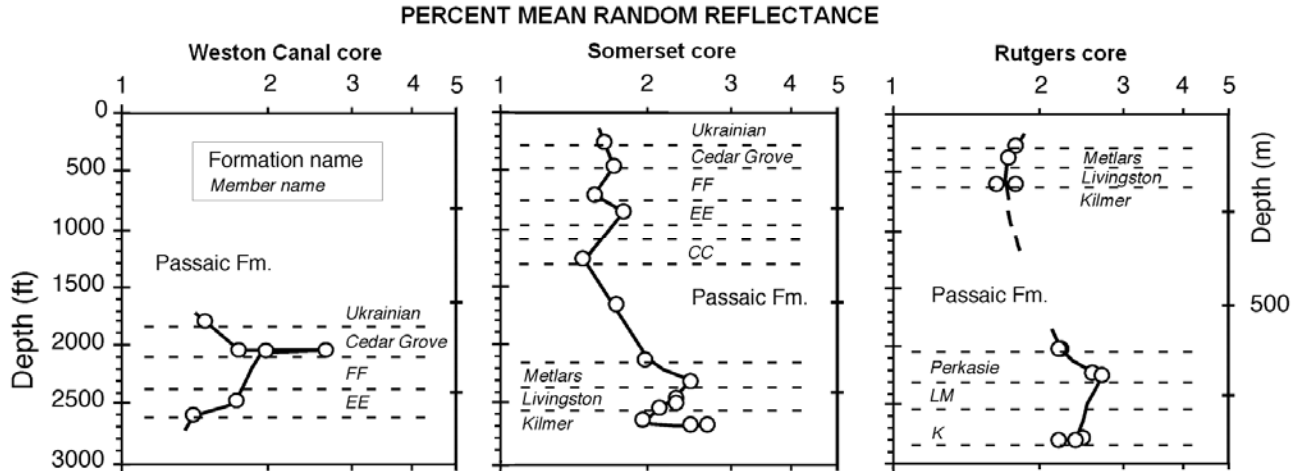 PERCENT MEAN RANDOM REFLECTANCE
Weston Canal core
Somerset core
Rutgers core
1 2 3 4 5
1 2 3 4 5
1 2 3 4 5
Depth (ft)
0
500
1000
1500
2000
2500
3000
Formation name
Member name
Passaic Fm.
Ukrainian
Cedar Grove
FF
EE
Ukrainian
Cedar Grove
FF
EE
CC
Passaic Fm.
Metlars
Livingston
Kilmer
Metlars
Livingston
Kilmer
Passaic Fm.
Perkasie
LM
K
Depth (m)
500